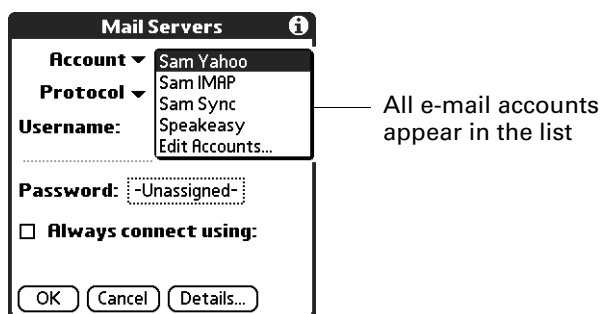 Mail Servers
Account
Sam Yahoo
Sam IMAP
Protocol
Sam Sync
Username:
Speakeasy
Edit Accounts...
Password: -Unassigned-
Always connect using:
OK Cancel Details...
All e-mail accounts
appear in the list